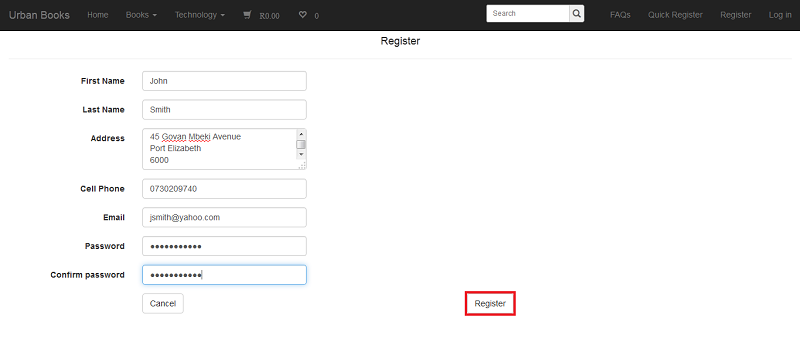 Urban Books Home Books Technology R0.00 0 Search FAQs Quick Register Register Log in
Register
First Name John
Last Name Smith
Address 45 Govan Mbeki Avenue
Port Elizabeth
6000
Cell Phone 0730209740
Email jsmith@yahoo.com
Password ●●●●●●●●●●●
Confirm password ●●●●●●●●●●●
Cancel Register